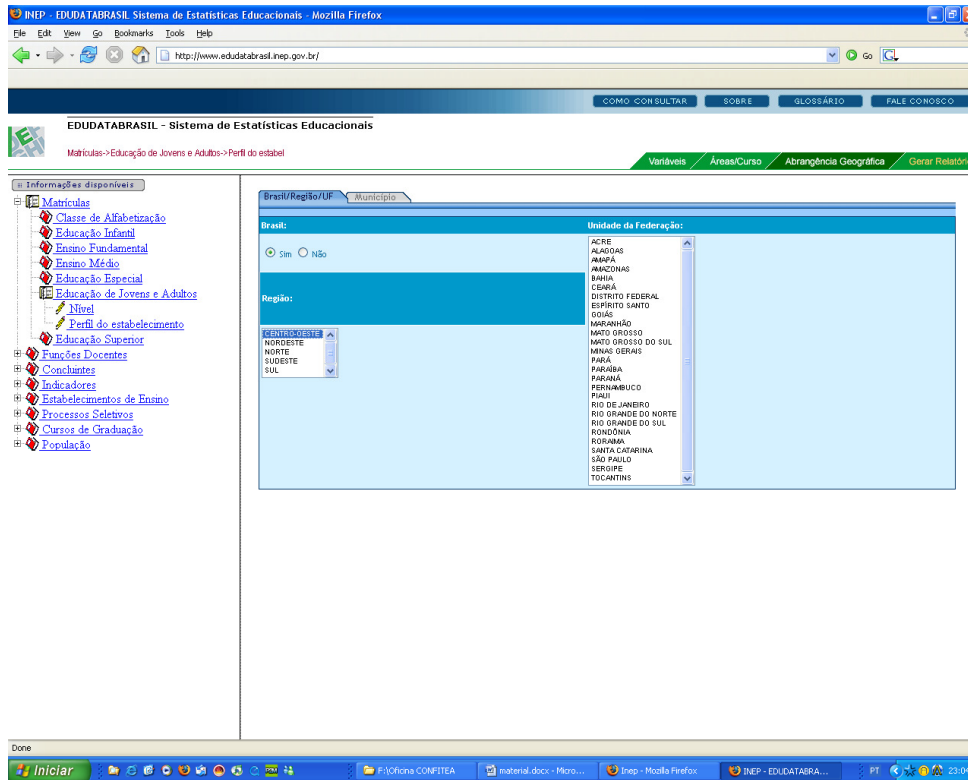 INEP - EDUDATABRASIL Sistema de Estatísticas Educacionais - Mozilla Firefox
File Edit View Go Bookmarks Tools Help
http://www.edudatabrasil.inep.gov.br/
Go
COMO CONSULTAR SOBRE GLOSSÁRIO FALE CONOSCO
EDUDATABRASIL - Sistema de Estatísticas Educacionais
Matrículas->Educação de Jovens e Adultos->Perfil do estabel
Variáveis Áreas/Curso Abrangência Geográfica Gerar Relatóri
Informações disponíveis
Matrículas
Classe de Alfabetização
Educação Infantil
Ensino Fundamental
Ensino Médio
Educação Especial
Educação de Jovens e Adultos
Nível
Perfil do estabelecimento
Educação Superior
Funções Docentes
Concluintes
Indicadores
Estabelecimentos de Ensino
Processos Seletivos
Cursos de Graduação
População
Brasil/Região/UF Município
Brasil:
Sim Não
Região:
CENTRO-OESTE
NORDESTE
NORTE
SUDESTE
SUL
Unidade da Federação:
ACRE
ALAGOAS
AMAPÁ
AMAZONAS
BAHIA
CEARÁ
DISTRITO FEDERAL
ESPÍRITO SANTO
GOIÁS
MARANHÃO
MATO GROSSO
MATO GROSSO DO SUL
MINAS GERAIS
PARÁ
PARAÍBA
PARANÁ
PERNAMBUCO
PIAUI
RIO DE JANEIRO
RIO GRANDE DO NORTE
RIO GRANDE DO SUL
RONDÔNIA
RORAIMA
SANTA CATARINA
SÃO PAULO
SERGIPE
TOCANTINS
Done
Iniciar F:\Oficina CONFITEA material.docx - Micro... Inep - Mozilla Firefox INEP - EDUDATABRA... PT